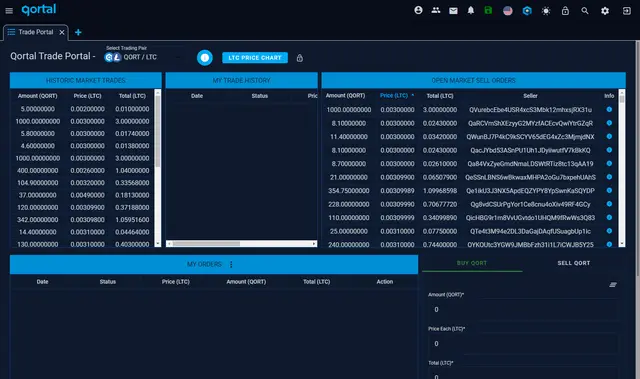 qortal
Trade Portal
Qortal Trade Portal -
Select Trading Pair
QORT / LTC
LTC PRICE CHART
HISTORIC MARKET TRADES
Amount (QORT) Price (LTC) Total (LTC)
5.00000000 0.00200000 0.01000000
1000.00000000 0.00300000 3.00000000
5.80000000 0.00300000 0.01740000
4.60000000 0.00300000 0.01380000
1000.00000000 0.00300000 3.00000000
400.00000000 0.00260000 1.04000000
104.90000000 0.00320000 0.33568000
37.00000000 0.00490000 0.18130000
120.00000000 0.00309900 0.37188000
342.00000000 0.00309800 1.05951600
14.40000000 0.00310000 0.04464000
130.00000000 0.00310000 0.40300000
MY TRADE HISTORY
Date Status Pric
OPEN MARKET SELL ORDERS
Amount (QORT) Price (LTC) Total (LTC) Seller Info
1000.00000000 0.00300000 3.00000000 QVurebcEbe4USR4xcS3Mbk12mhxsjRX31u
8.10000000 0.00300000 0.02430000 QaRCVmShXEzyyG2MYzfACEcvQwiYtrGZqR
11.40000000 0.00300000 0.03420000 QWunBJ7P4kC9kSCYV65dEG4xZc3MjmjdNX
8.10000000 0.00300000 0.02430000 QacJYbd53ASnPU1Uh1JDyiiwutfV7kBkKQ
8.70000000 0.00300000 0.02610000 Qa84VxZyeGmdNmaLDSWtRTiz8tc13qAA19
21.00000000 0.00309990 0.06507900 QeSSnLBNS6wBkwaxMHPA2oGu7bxpehUAhS
354.75000000 0.00309999 1.09968598 Qe1iKU3J3NX5ApdEQZYPY8YpSwnKaSQYDP
228.00000000 0.00309999 0.70677720 Qg8vdCSUrPgYor1Ce8cnu4oXiv49RF4GCy
110.00000000 0.00309999 0.34099890 QicHBG9r1m8VvUGvtdo1UHQM9fRwWs3Q83
25.00000000 0.00310000 0.07750000 QTe4t3M94e2DL3DaGajDAqfUSuagbUp1ic
240.00000000 0.00310000 0.74400000
MY ORDERS
Date Status Price (LTC) Amount (QORT) Total (LTC) Action
BUY QORT SELL QORT
Amount (QORT)*
0
Price Each (LTC)*
0
Total (LTC)*
0